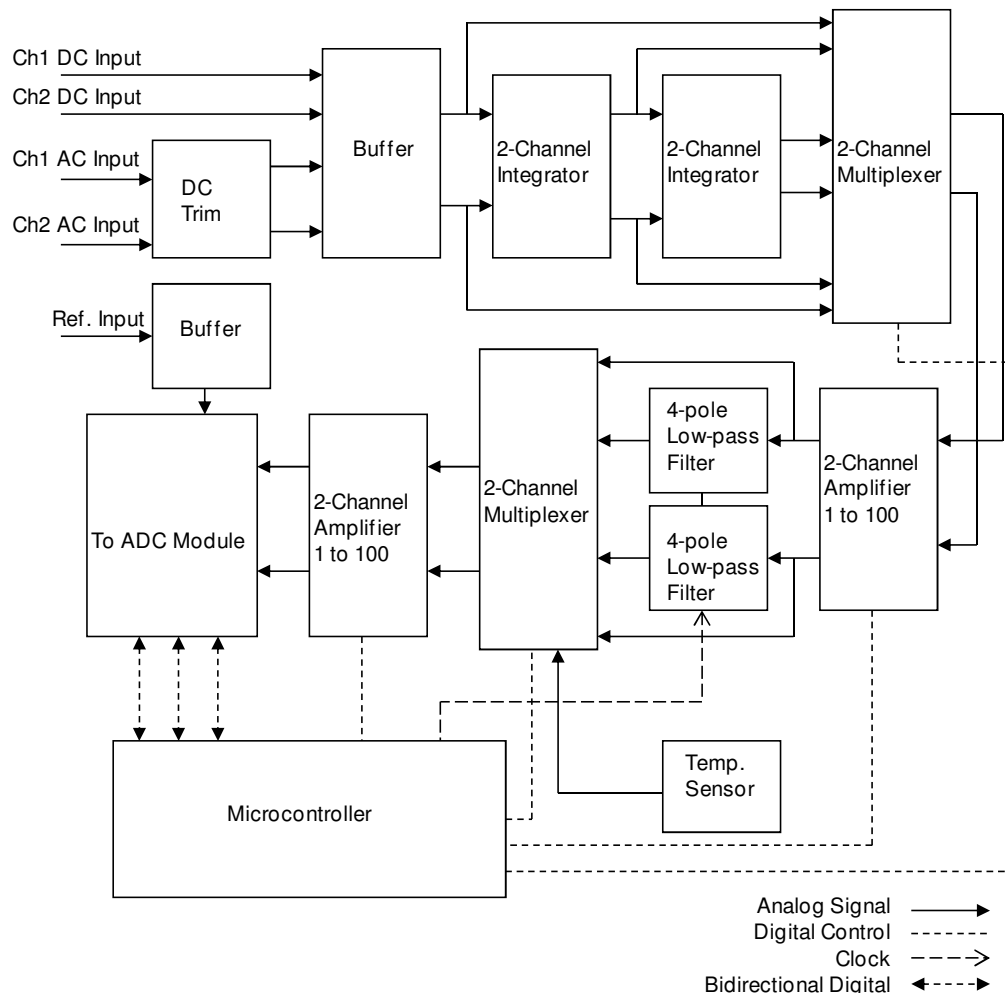 Ch1 DC Input
Ch2 DC Input
Ch1 AC Input
Ch2 AC Input
DC
Trim
Buffer
2-Channel
Integrator
2-Channel
Integrator
2-Channel
Multiplexer
Ref. Input
Buffer
To ADC Module
2-Channel
Amplifier
1 to 100
2-Channel
Multiplexer
4-pole
Low-pass
Filter
4-pole
Low-pass
Filter
2-Channel
Amplifier
1 to 100
Microcontroller
Temp.
Sensor
Analog Signal
Digital Control
Clock
Bidirectional Digital